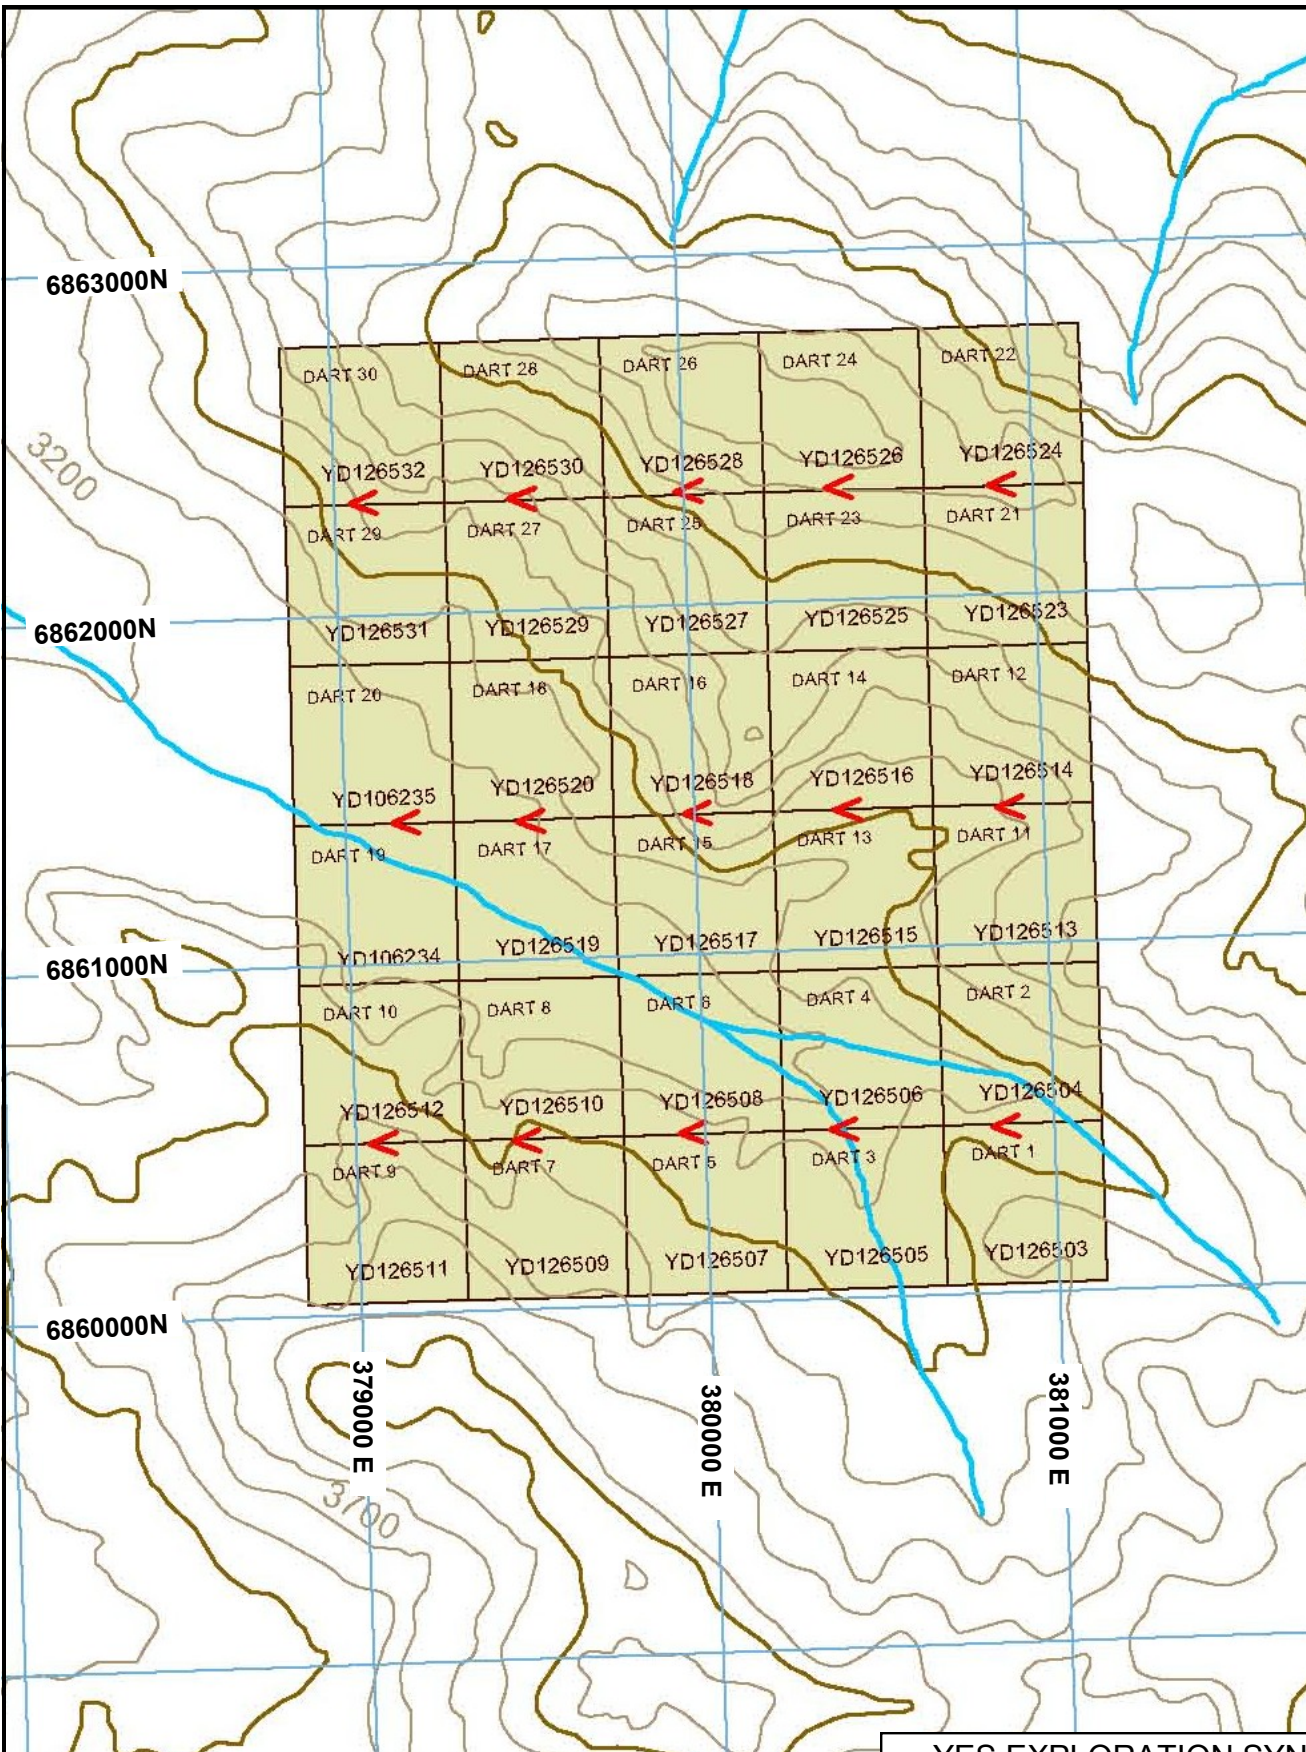 6863000N
DART 30
DART 28
DART 26
DART 24
DART 22
3200
YD126532
YD126530
YD126528
YD126526
YD126524
DART 29
DART 27
DART 25
DART 23
DART 21
6862000N
YD126531
YD126529
YD126527
YD126525
YD126523
DART 20
DART 18
DART 16
DART 14
DART 12
YD106235
YD126520
YD126518
YD126516
YD126514
DART 19
DART 17
DART 15
DART 13
DART 11
6861000N
YD106234
YD126519
YD126517
YD126515
YD126513
DART 10
DART 8
DART 6
DART 4
DART 2
YD126512
YD126510
YD126508
YD126506
YD126504
DART 9
DART 7
DART 5
DART 3
DART 1
YD126511
YD126509
YD126507
YD126505
YD126503
6860000N
379000 E
380000 E
381000 E
3700
YES EXPLORATION SYN